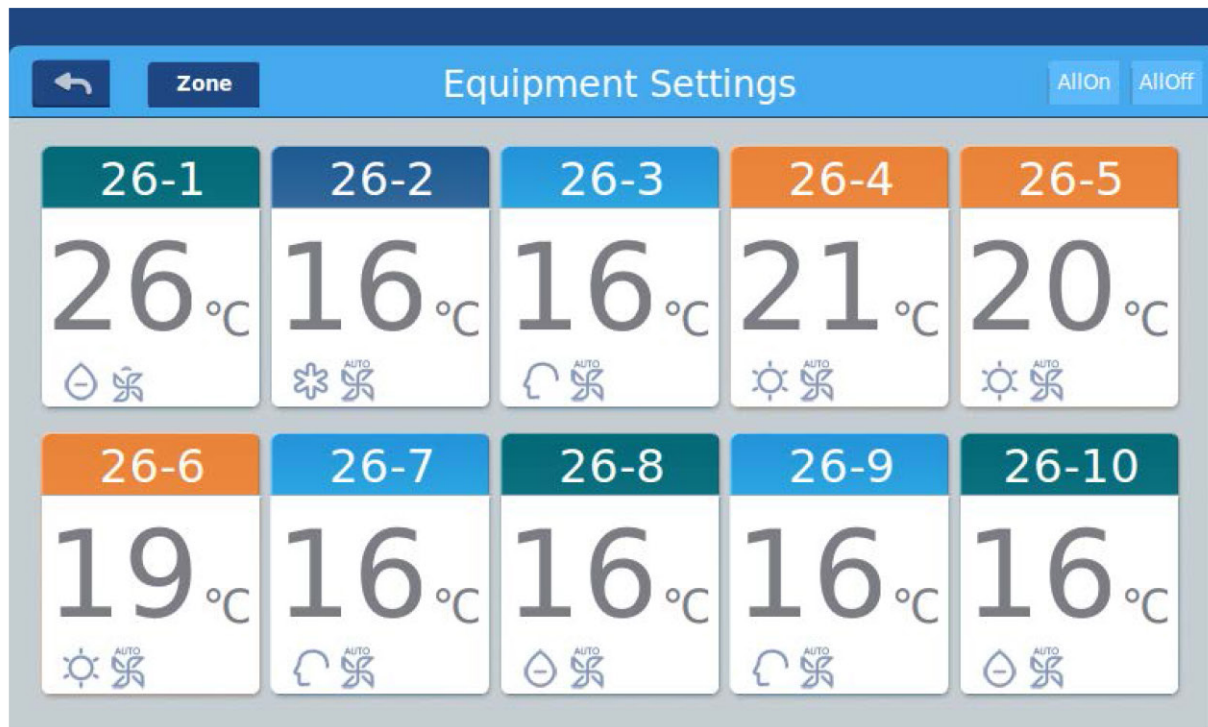 Zone Equipment Settings AllOn AllOff
26-1 26-2 26-3 26-4 26-5
26 °C 16 °C 16 °C 21 °C 20 °C
AUTO AUTO AUTO AUTO
26-6 26-7 26-8 26-9 26-10
19 °C 16 °C 16 °C 16 °C 16 °C
AUTO AUTO AUTO AUTO AUTO